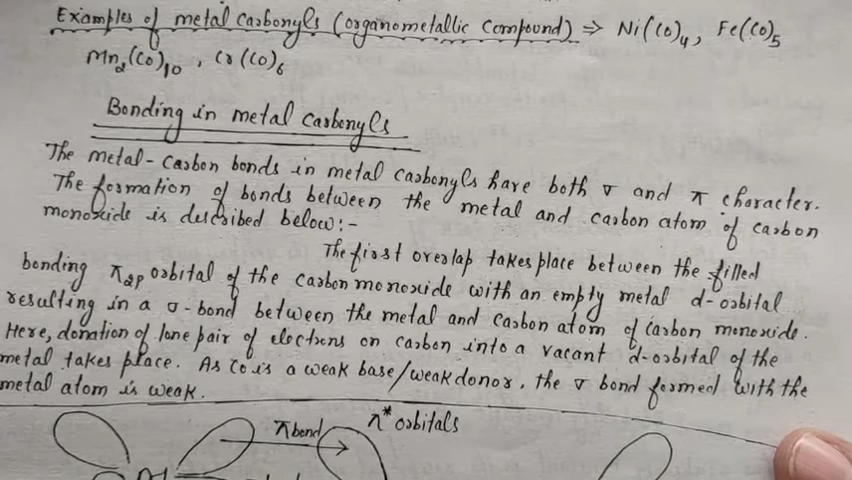 Examples of metal carbonyls (organometallic compound) ⇒ Ni(CO)4, Fe(CO)5
Mn2(CO)10, Cr(CO)6
Bonding in metal Carbonyls
The metal-carbon bonds in metal carbonyls have both σ and π character.
The formation of bonds between the metal and carbon atom of carbon
monoxide is described below:-
The first overlap takes place between the filled
bonding π2p orbital of the carbon monoxide with an empty metal d-orbital
resulting in a σ-bond between the metal and carbon atom of carbon monoxide.
Here, donation of lone pair of electrons on carbon into a vacant d-orbital of the
metal takes place. As CO is a weak base/weak donor, the σ bond formed with the
metal atom is weak.
π bond
π* orbitals